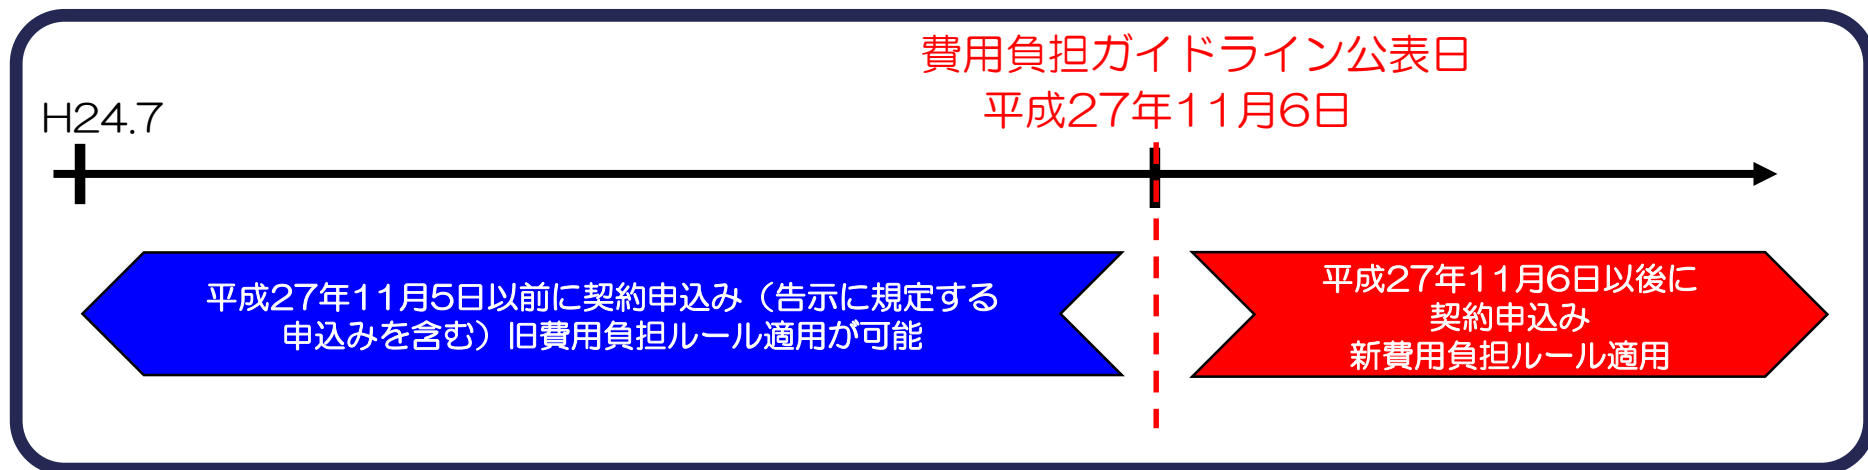 費用負担ガイドライン公表日
平成27年11月6日
H24.7
平成27年11月5日以前に契約申込み（告示に規定する
申込みを含む）旧費用負担ルール適用が可能
平成27年11月6日以後に
契約申込み
新費用負担ルール適用